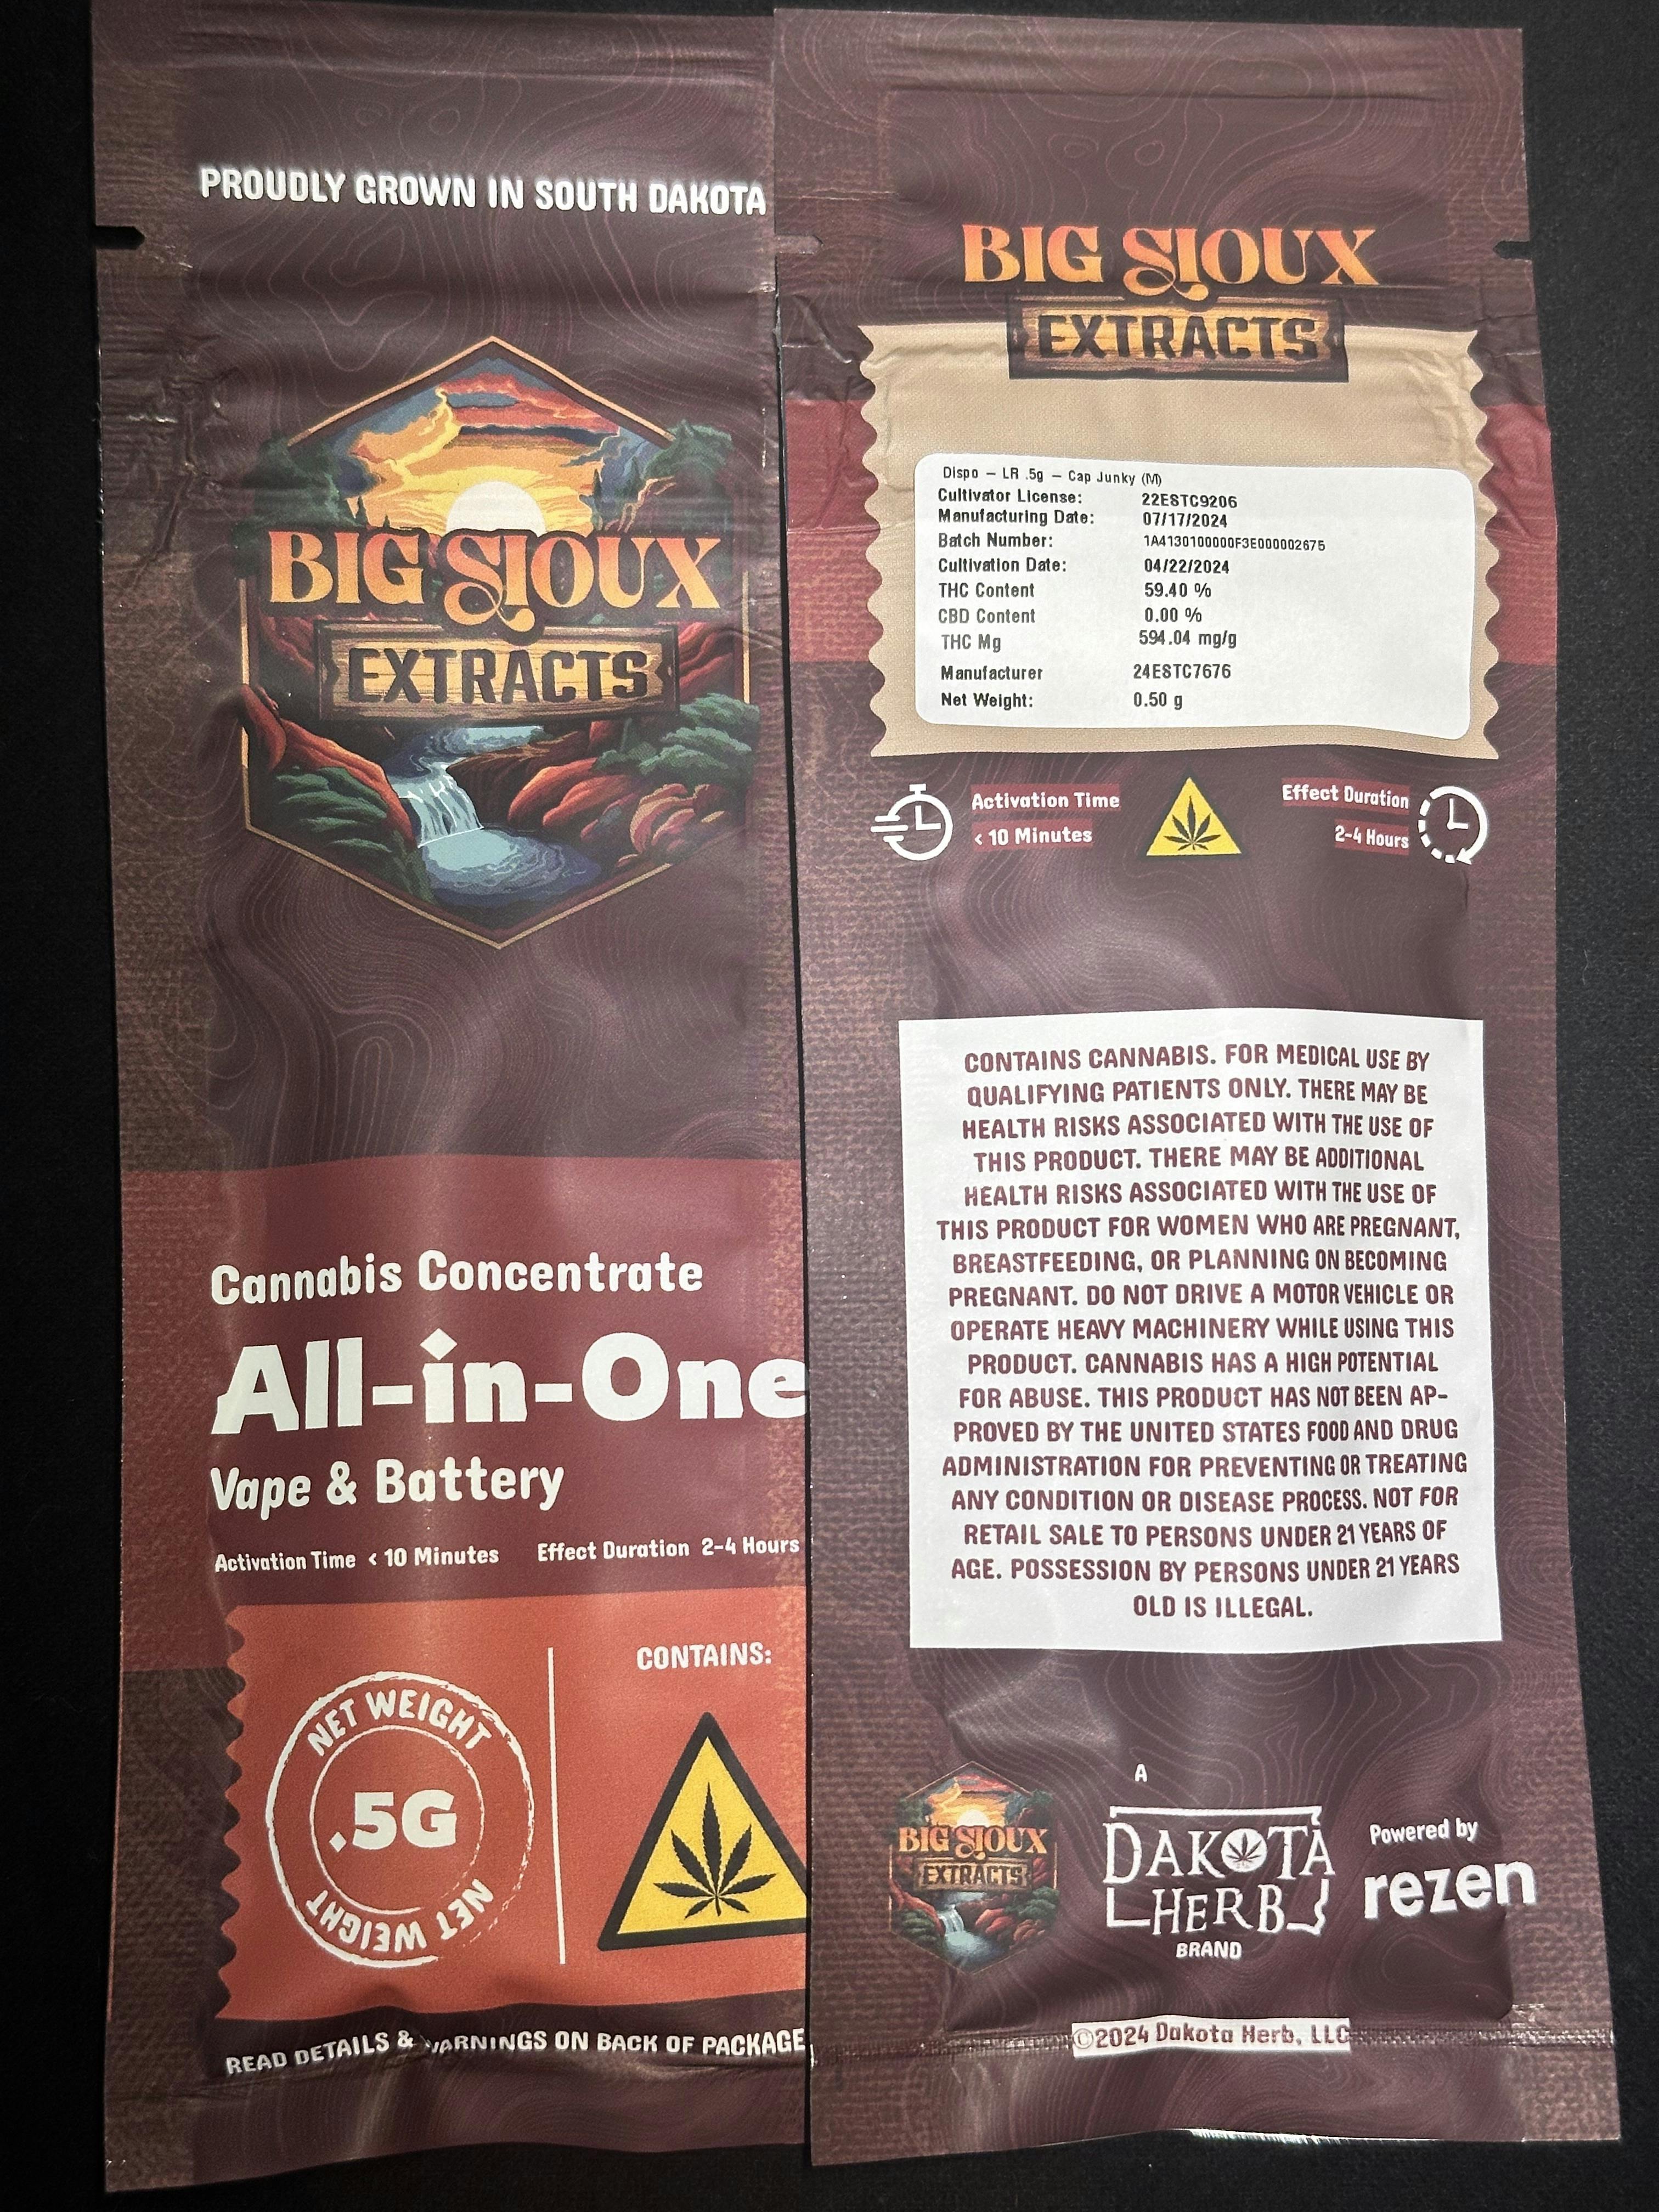 PROUDLY GROWN IN SOUTH DAKOTA
BIG SIOUX
EXTRACTS
Cannabis Concentrate
All-in-One
Vape & Battery
Activation Time < 10 Minutes Effect Duration 2-4 Hours
NET WEIGHT
.5G
NET WEIGHT
CONTAINS:
READ DETAILS & WARNINGS ON BACK OF PACKAGE
BIG SIOUX
EXTRACTS
Dispo – LR .5g – Cap Junky (M)
Cultivator License: 22ESTC9206
Manufacturing Date: 07/17/2024
Batch Number: 1A4130100000F3E000002675
Cultivation Date: 04/22/2024
THC Content 59.40 %
CBD Content 0.00 %
THC Mg 594.04 mg/g
Manufacturer 24ESTC7676
Net Weight: 0.50 g
Activation Time
< 10 Minutes
Effect Duration
2-4 Hours
CONTAINS CANNABIS. FOR MEDICAL USE BY
QUALIFYING PATIENTS ONLY. THERE MAY BE
HEALTH RISKS ASSOCIATED WITH THE USE OF
THIS PRODUCT. THERE MAY BE ADDITIONAL
HEALTH RISKS ASSOCIATED WITH THE USE OF
THIS PRODUCT FOR WOMEN WHO ARE PREGNANT,
BREASTFEEDING, OR PLANNING ON BECOMING
PREGNANT. DO NOT DRIVE A MOTOR VEHICLE OR
OPERATE HEAVY MACHINERY WHILE USING THIS
PRODUCT. CANNABIS HAS A HIGH POTENTIAL
FOR ABUSE. THIS PRODUCT HAS NOT BEEN AP-
PROVED BY THE UNITED STATES FOOD AND DRUG
ADMINISTRATION FOR PREVENTING OR TREATING
ANY CONDITION OR DISEASE PROCESS. NOT FOR
RETAIL SALE TO PERSONS UNDER 21 YEARS OF
AGE. POSSESSION BY PERSONS UNDER 21 YEARS
OLD IS ILLEGAL.
BIG SIOUX
EXTRACTS
A
DAKOTA
HERB
BRAND
Powered by
rezen
©2024 Dakota Herb, LLC